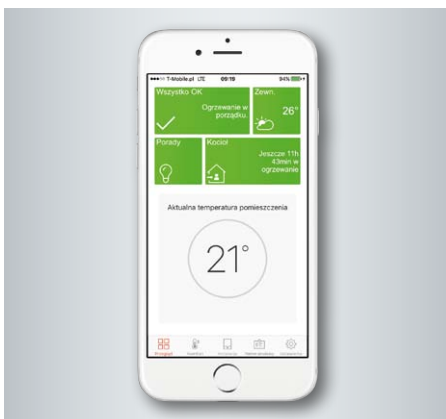 T-Mobile.pl LTE 09:19 94%
Wszystko OK
Ogrzewanie w
porządku.
Zewn.
26°
Porady
Kocioł
Jeszcze 11h
43min w
ogrzewanie
Aktualna temperatura pomieszczenia
21°